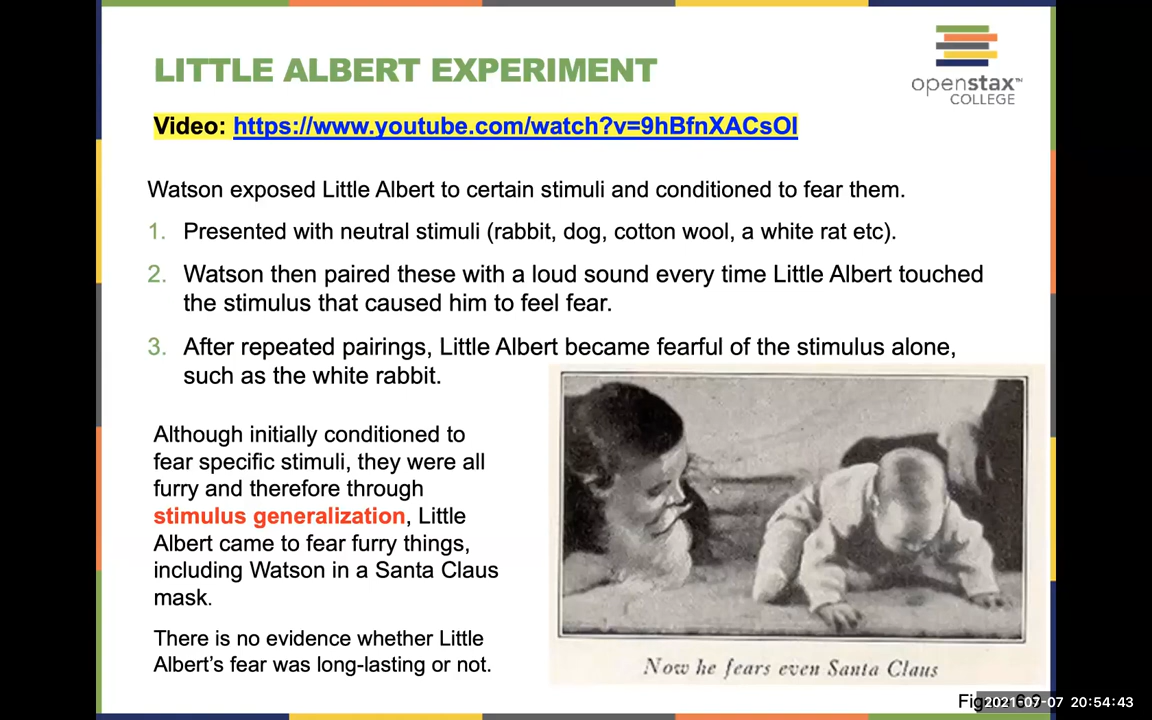 LITTLE ALBERT EXPERIMENT
openstax™
COLLEGE
Video: https://www.youtube.com/watch?v=9hBfnXACsOI
Watson exposed Little Albert to certain stimuli and conditioned to fear them.
1. Presented with neutral stimuli (rabbit, dog, cotton wool, a white rat etc).
2. Watson then paired these with a loud sound every time Little Albert touched
the stimulus that caused him to feel fear.
3. After repeated pairings, Little Albert became fearful of the stimulus alone,
such as the white rabbit.
Although initially conditioned to
fear specific stimuli, they were all
furry and therefore through
stimulus generalization, Little
Albert came to fear furry things,
including Watson in a Santa Claus
mask.
There is no evidence whether Little
Albert's fear was long-lasting or not.
Now he fears even Santa Claus
2021-07-07 20:54:43